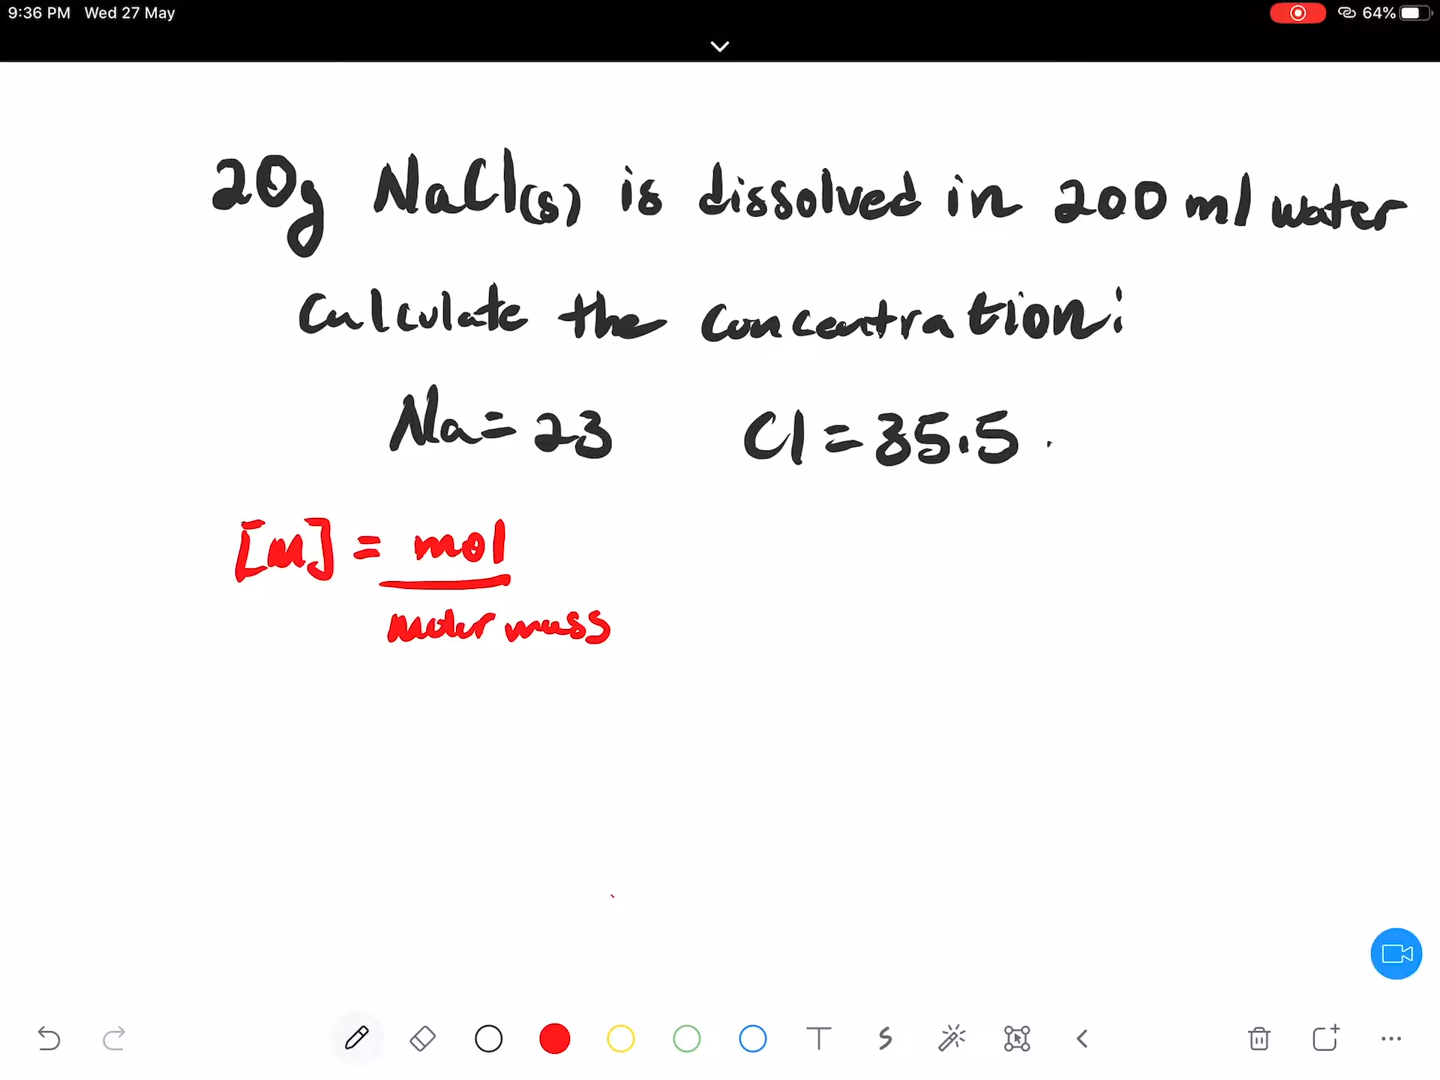 9:36 PM Wed 27 May 64%
20g NaCl(s) is dissolved in 200 ml water
Calculate the concentration:
Na = 23 Cl = 35.5
[M] = mol
moler mass
T